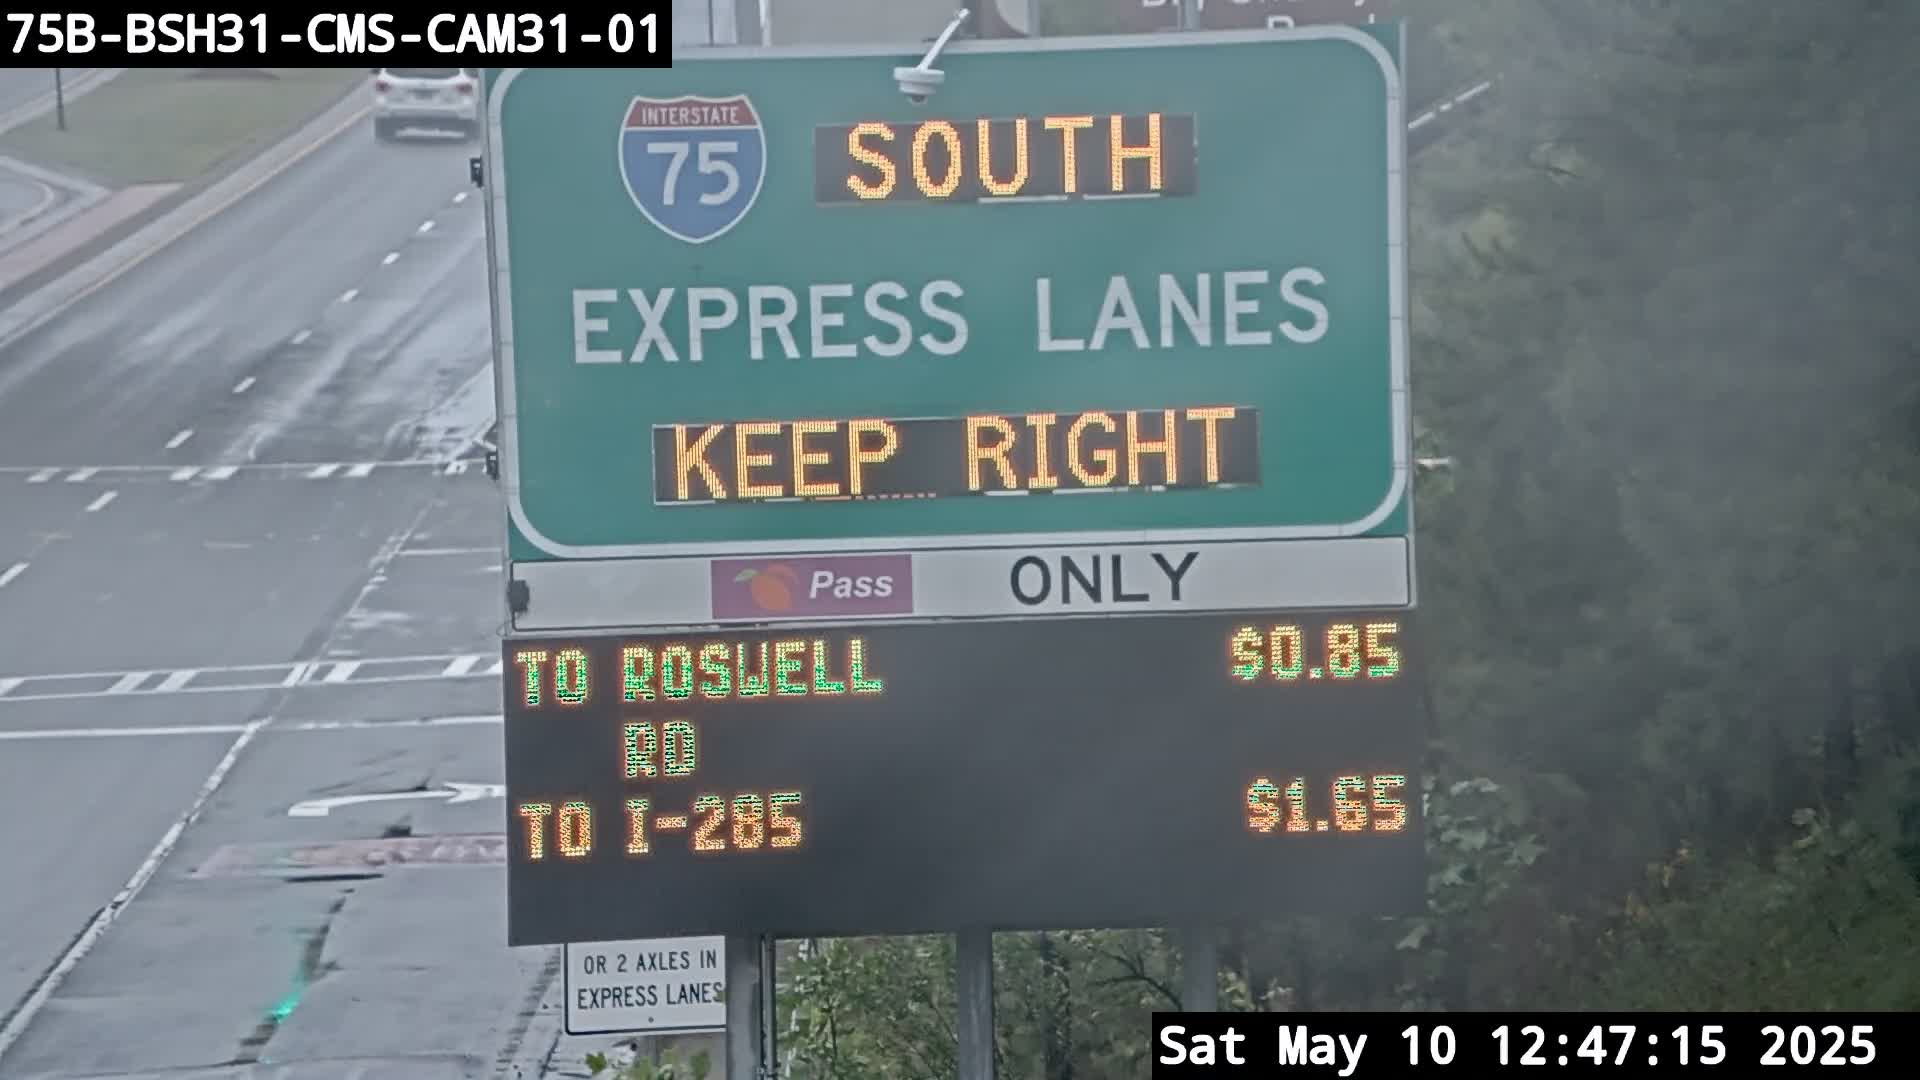 75B-BSH31-CMS-CAM31-01
INTERSTATE
75
SOUTH
EXPRESS LANES
KEEP RIGHT
Pass ONLY
TO ROSWELL $0.85
RD
TO I-285 $1.65
OR 2 AXLES IN
EXPRESS LANES
Sat May 10 12:47:15 2025